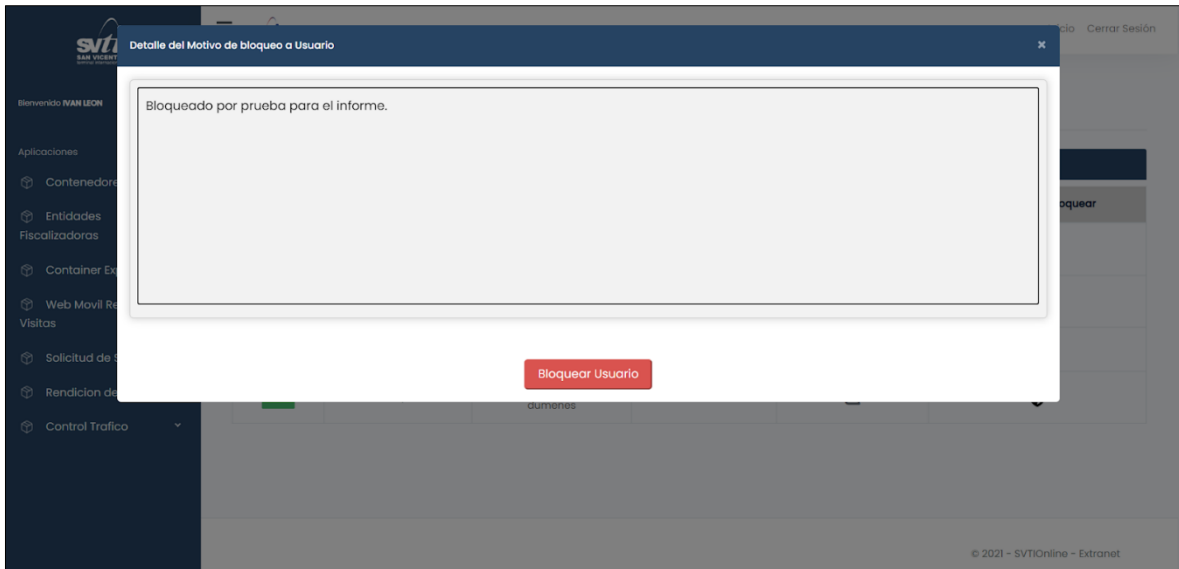 svti
SAN VICENT
Cerrar Sesión
Detalle del Motivo de bloqueo a Usuario
×
Bienvenido IVAN LEON
Bloqueado por prueba para el informe.
Aplicaciones
Contenedore
Entidades
Fiscalizadoras
Container Ex
Web Movil Re
Visitas
Solicitud de S
Rendicion de
Control Trafico
oquear
Bloquear Usuario
dumenes
© 2021 - SVTIOnline - Extranet